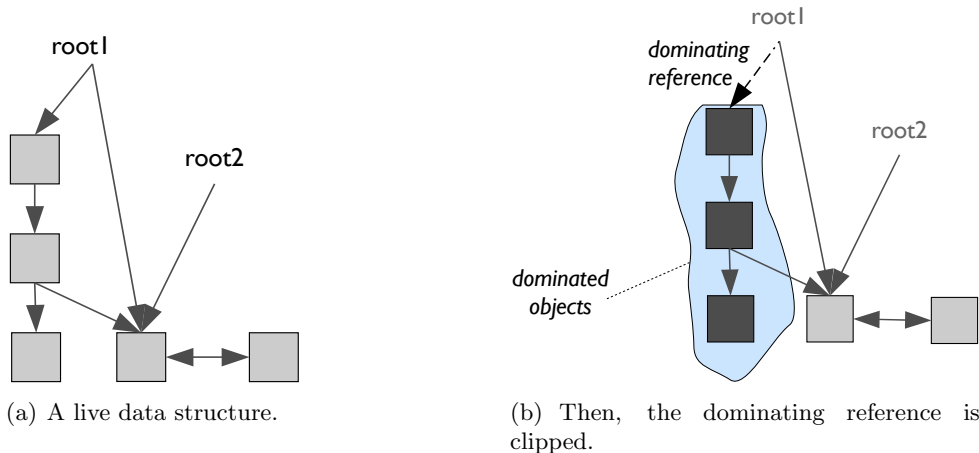 root1
root2
(a) A live data structure.
root1
dominating
reference
root2
dominated
objects
(b) Then, the dominating reference is
clipped.